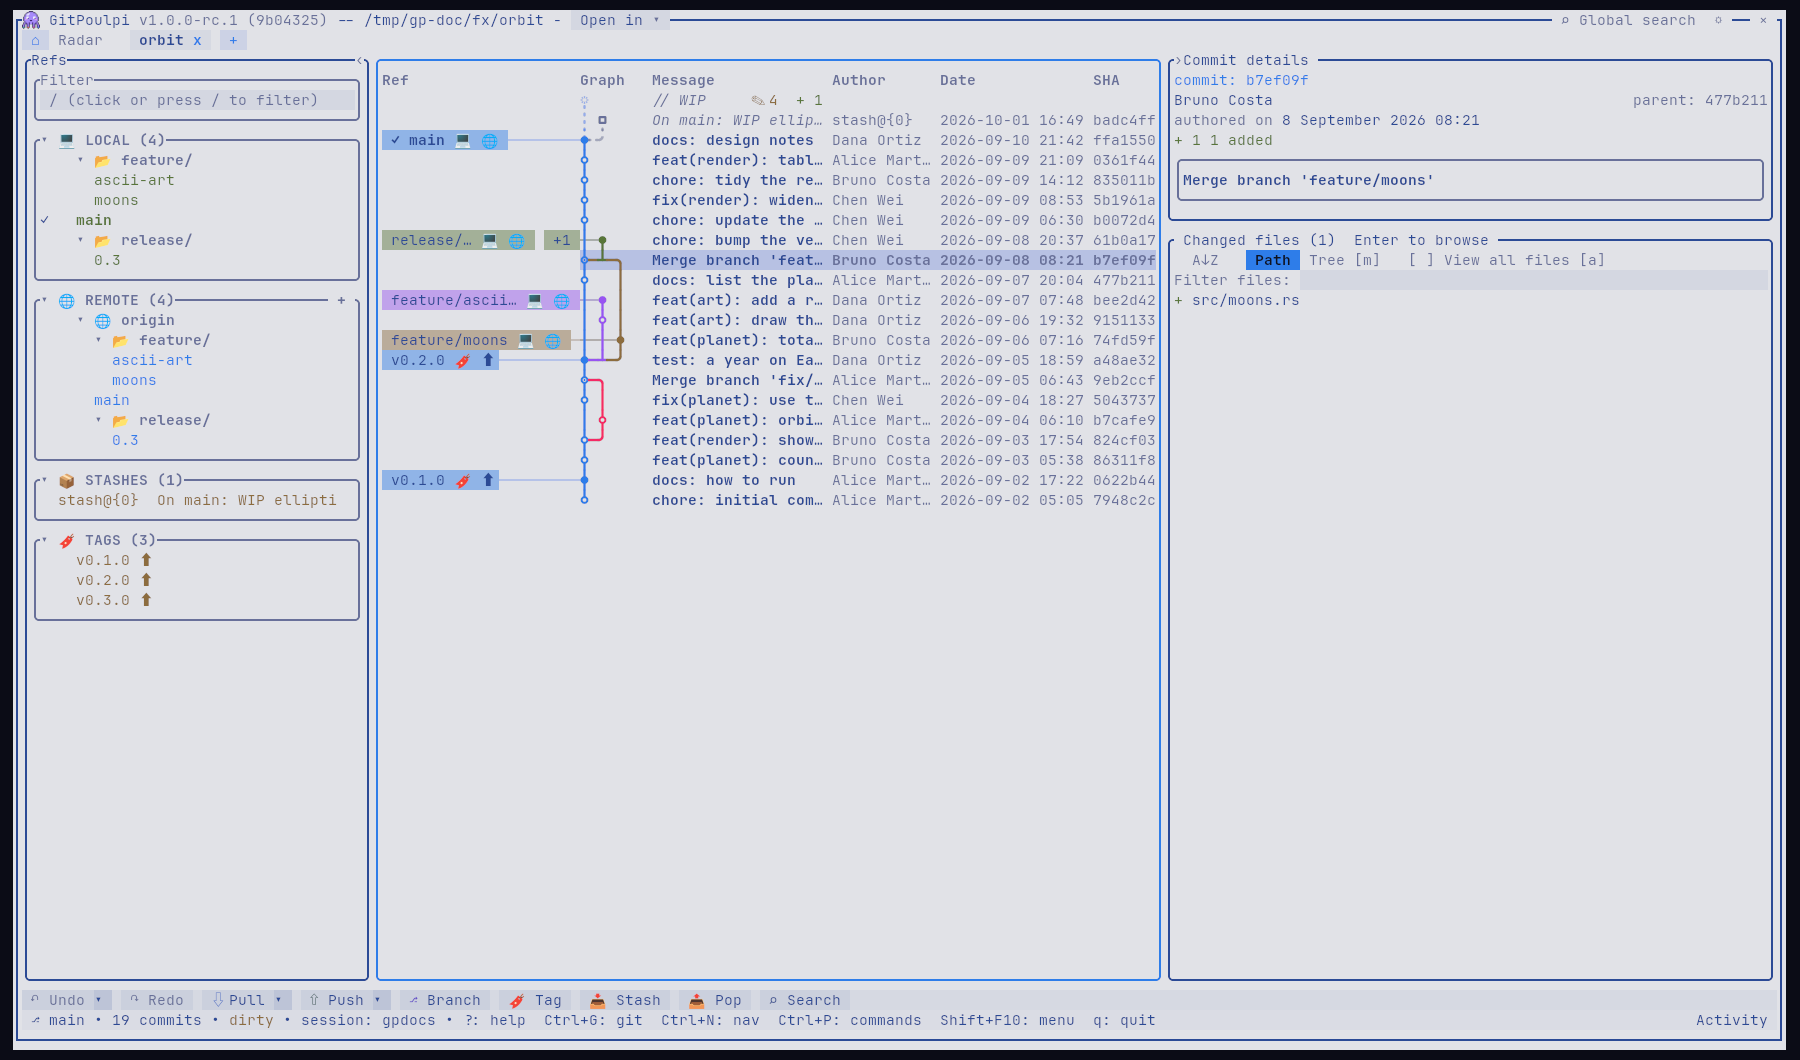 GitPoulpi v1.0.0-rc.1 (9b04325) -- /tmp/gp-doc/fx/orbit - Open in ▾ ⌕ Global search ⚙ ×
⌂ Radar orbit x +
Refs ‹
Filter
/ (click or press / to filter)
▾ 💻 LOCAL (4)
▾ 📂 feature/
ascii-art
moons
✓ main
▾ 📂 release/
0.3
▾ 🌐 REMOTE (4) +
▾ 🌐 origin
▾ 📂 feature/
ascii-art
moons
main
▾ 📂 release/
0.3
▾ 📦 STASHES (1)
stash@{0} On main: WIP ellipti
▾ TAGS (3)
v0.1.0 ⬆
v0.2.0 ⬆
v0.3.0 ⬆
Ref Graph Message Author Date SHA
// WIP ✎ 4 + 1
On main: WIP ellip… stash@{0} 2026-10-01 16:49 badc4ff
✓ main 💻 🌐 docs: design notes Dana Ortiz 2026-09-10 21:42 ffa1550
feat(render): tabl… Alice Mart… 2026-09-09 21:09 0361f44
chore: tidy the re… Bruno Costa 2026-09-09 14:12 835011b
fix(render): widen… Chen Wei 2026-09-09 08:53 5b1961a
chore: update the … Chen Wei 2026-09-09 06:30 b0072d4
release/… 💻 🌐 +1 chore: bump the ve… Chen Wei 2026-09-08 20:37 61b0a17
Merge branch 'feat… Bruno Costa 2026-09-08 08:21 b7ef09f
docs: list the pla… Alice Mart… 2026-09-07 18:34 477b211
feature/ascii… 💻 🌐 feat(art): add a r… Dana Ortiz 2026-09-07 07:48 bee2d42
feat(art): draw th… Dana Ortiz 2026-09-06 19:32 9151133
feature/moons 💻 🌐 feat(planet): tota… Bruno Costa 2026-09-06 07:16 74fd59f
v0.2.0 ⬆ test: a year on Ea… Dana Ortiz 2026-09-05 18:59 a48ae32
Merge branch 'fix/… Alice Mart… 2026-09-05 06:43 9eb2ccf
fix(planet): use t… Chen Wei 2026-09-04 18:27 5043737
feat(planet): orbi… Alice Mart… 2026-09-04 06:10 b7cafe9
feat(render): show… Bruno Costa 2026-09-03 17:54 824cf03
feat(planet): coun… Bruno Costa 2026-09-03 05:38 86311f8
v0.1.0 ⬆ docs: how to run Alice Mart… 2026-09-02 17:22 0622b44
chore: initial com… Alice Mart… 2026-09-02 05:05 7948c2c
› Commit details
commit: b7ef09f
Bruno Costa parent: 477b211
authored on 8 September 2026 08:21
+ 1 1 added
Merge branch 'feature/moons'
Changed files (1) Enter to browse
A↓Z Path Tree [m] [ ] View all files [a]
Filter files:
+ src/moons.rs
Undo ▾ Redo Pull ▾ Push ▾ Branch Tag Stash Pop ⌕ Search
main • 19 commits • dirty • session: gpdocs • ?: help Ctrl+G: git Ctrl+N: nav Ctrl+P: commands Shift+F10: menu q: quit Activity